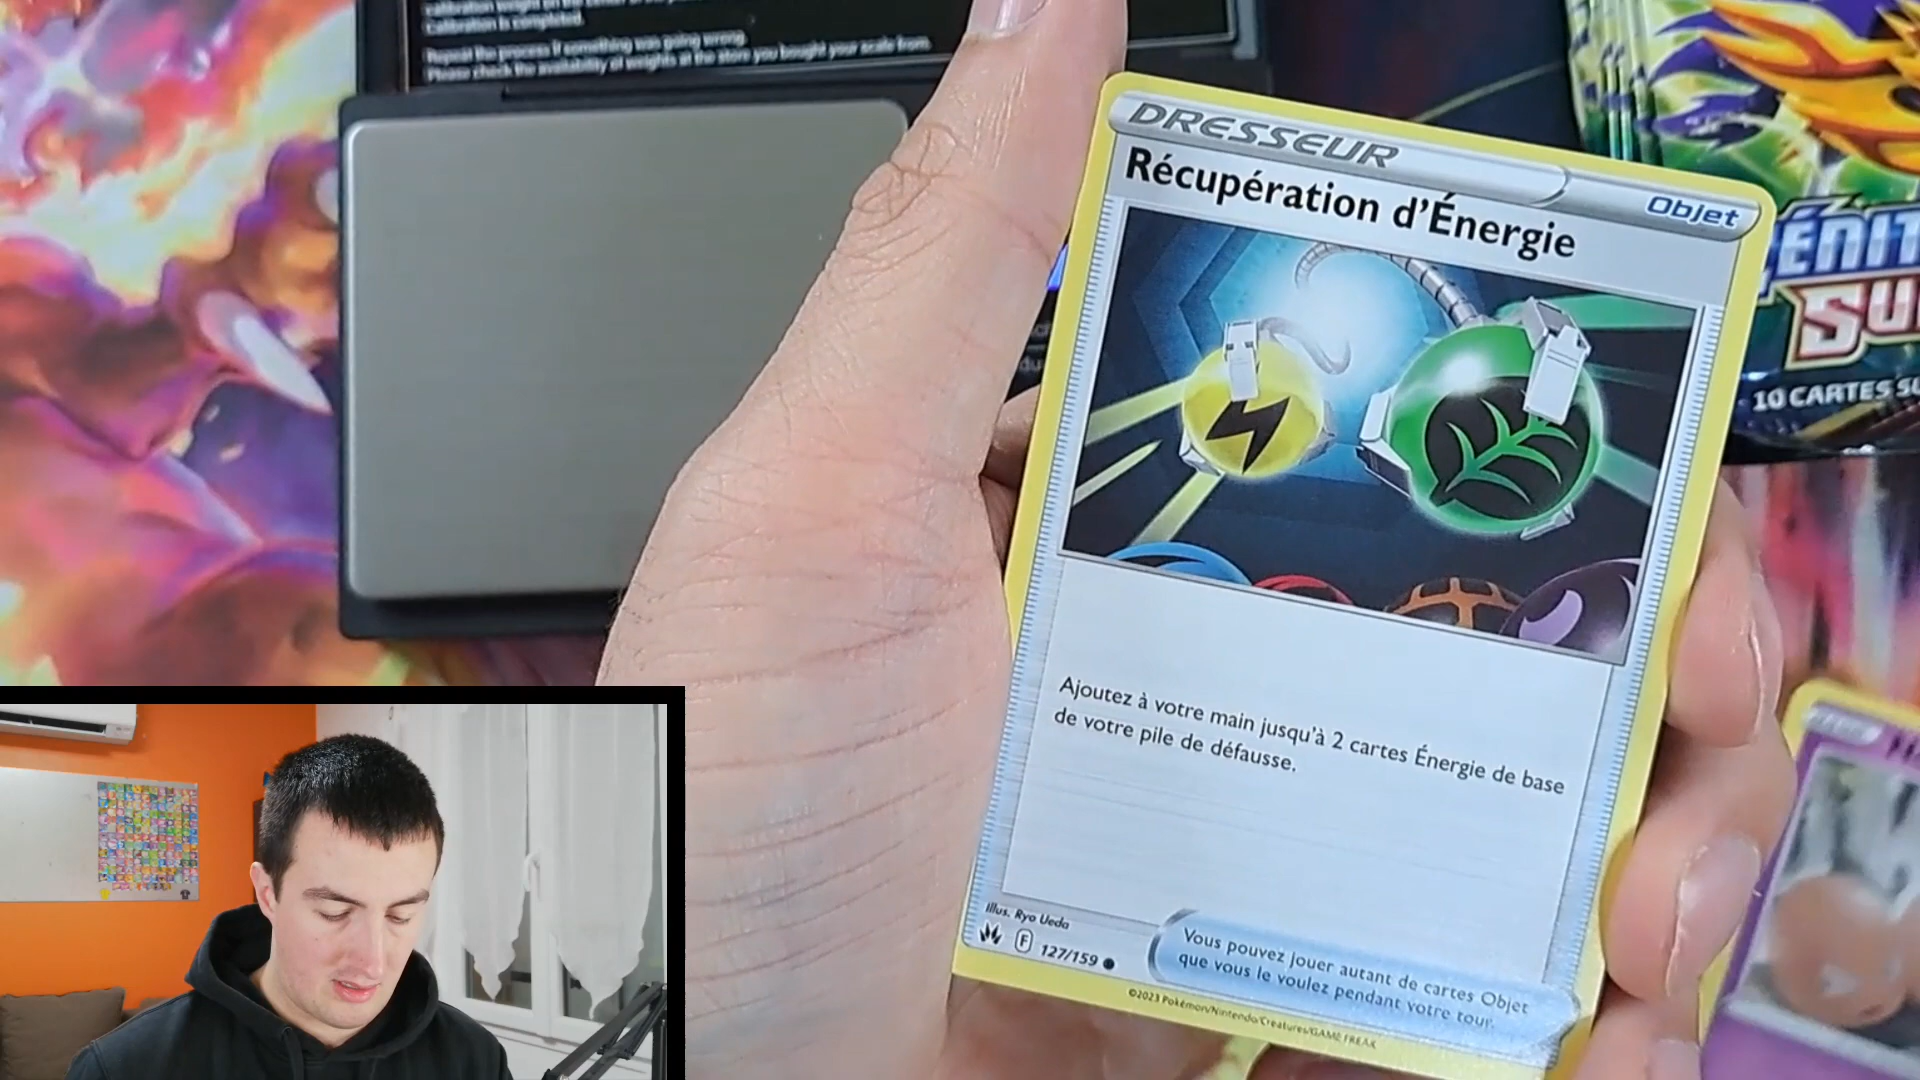 Calibration is completed.
Repeat the process if something was going wrong.
Please check the availability of weights at the store you bought your scale from.
DRESSEUR
Objet
Récupération d'Énergie
Ajoutez à votre main jusqu'à 2 cartes Énergie de base
de votre pile de défausse.
Illus. Ryo Ueda
F 127/159
Vous pouvez jouer autant de cartes Objet
que vous le voulez pendant votre tour.
©2023 Pokémon/Nintendo/Creatures/GAME FREAK
10 CARTES